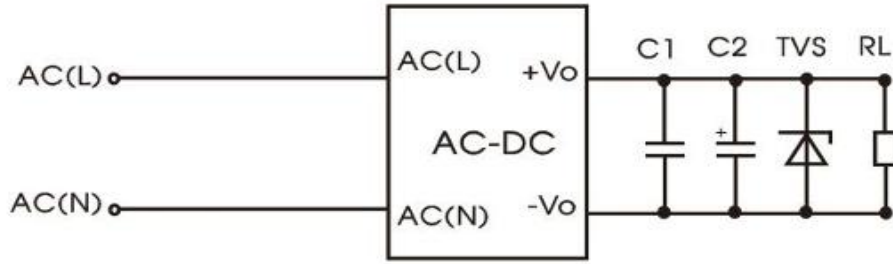 C1 C2 TVS RL
AC(L) AC(L) +Vo
AC-DC
AC(N) AC(N) -Vo
+